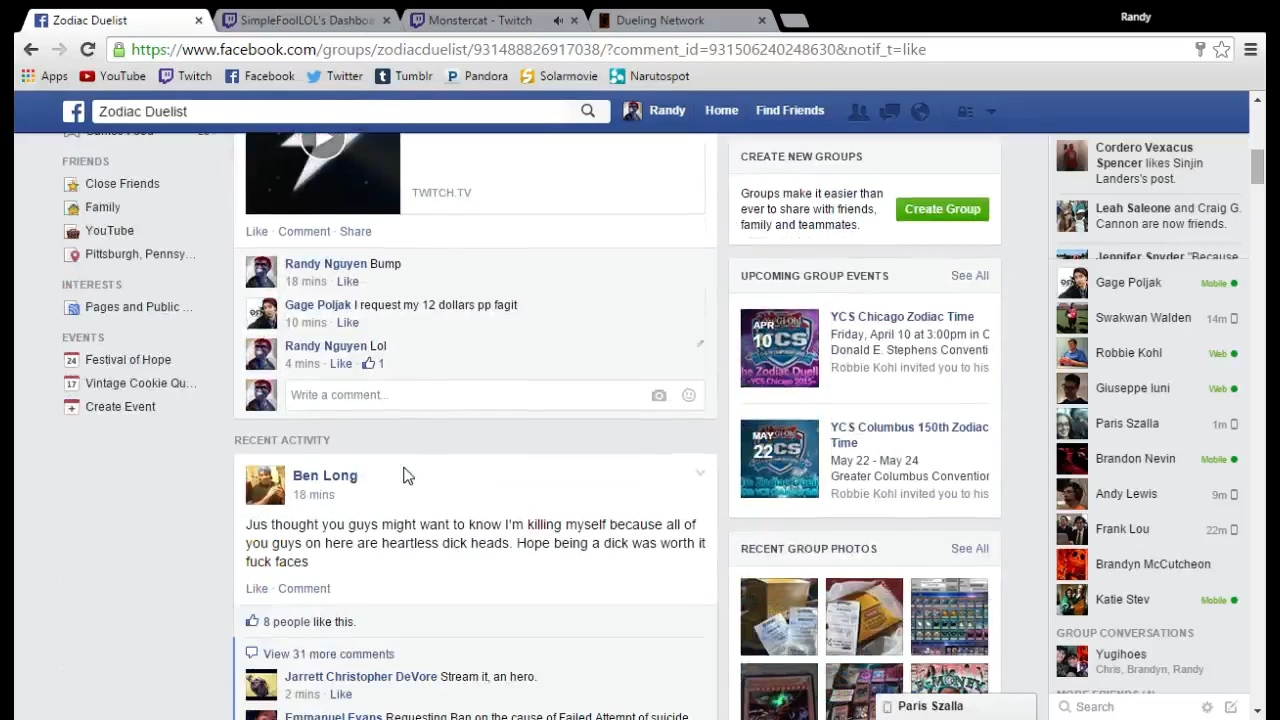 Zodiac Duelist
SimpleFoolLOL's Dashboa
Monstercat - Twitch
Dueling Network
Randy
https://www.facebook.com/groups/zodiacduelist/931488826917038/?comment_id=931506240248630&notif_t=like
Apps YouTube Twitch Facebook Twitter Tumblr Pandora Solarmovie Narutospot
Zodiac Duelist
Randy Home Find Friends
FRIENDS
Close Friends
Family
YouTube
Pittsburgh, Pennsy...
INTERESTS
Pages and Public ...
EVENTS
Festival of Hope
Vintage Cookie Qu...
Create Event
TWITCH.TV
Like · Comment · Share
Randy Nguyen Bump
18 mins · Like
Gage Poljak I request my 12 dollars pp fagit
10 mins · Like
Randy Nguyen Lol
4 mins · Like · 1
Write a comment...
RECENT ACTIVITY
Ben Long
18 mins
Jus thought you guys might want to know I'm killing myself because all of
you guys on here are heartless dick heads. Hope being a dick was worth it
fuck faces
Like · Comment
8 people like this.
View 31 more comments
Jarrett Christopher DeVore Stream it, an hero.
2 mins · Like
Emmanuel Evans Requesting Ban on the cause of Failed Attempt of suicide
CREATE NEW GROUPS
Groups make it easier than
ever to share with friends,
family and teammates.
Create Group
UPCOMING GROUP EVENTS See All
APR
10
YCS Chicago Zodiac Time
Friday, April 10 at 3:00pm in C
Donald E. Stephens Conventi
Robbie Kohl invited you to his
MAY
22
YCS Columbus 150th Zodiac
Time
May 22 - May 24
Greater Columbus Convention
Robbie Kohl invited you to his
RECENT GROUP PHOTOS See All
Cordero Vexacus
Spencer likes Sinjin
Landers's post.
Leah Saleone and Craig G.
Cannon are now friends.
Jennifer Snyder "Because
Gage Poljak Mobile
Swakwan Walden 14m
Robbie Kohl Web
Giuseppe Iuni Web
Paris Szalla 1m
Brandon Nevin Mobile
Andy Lewis 9m
Frank Lou 22m
Brandyn McCutcheon
Katie Stev Mobile
GROUP CONVERSATIONS
Yugihoes
Chris, Brandyn, Randy
Paris Szalla
Search